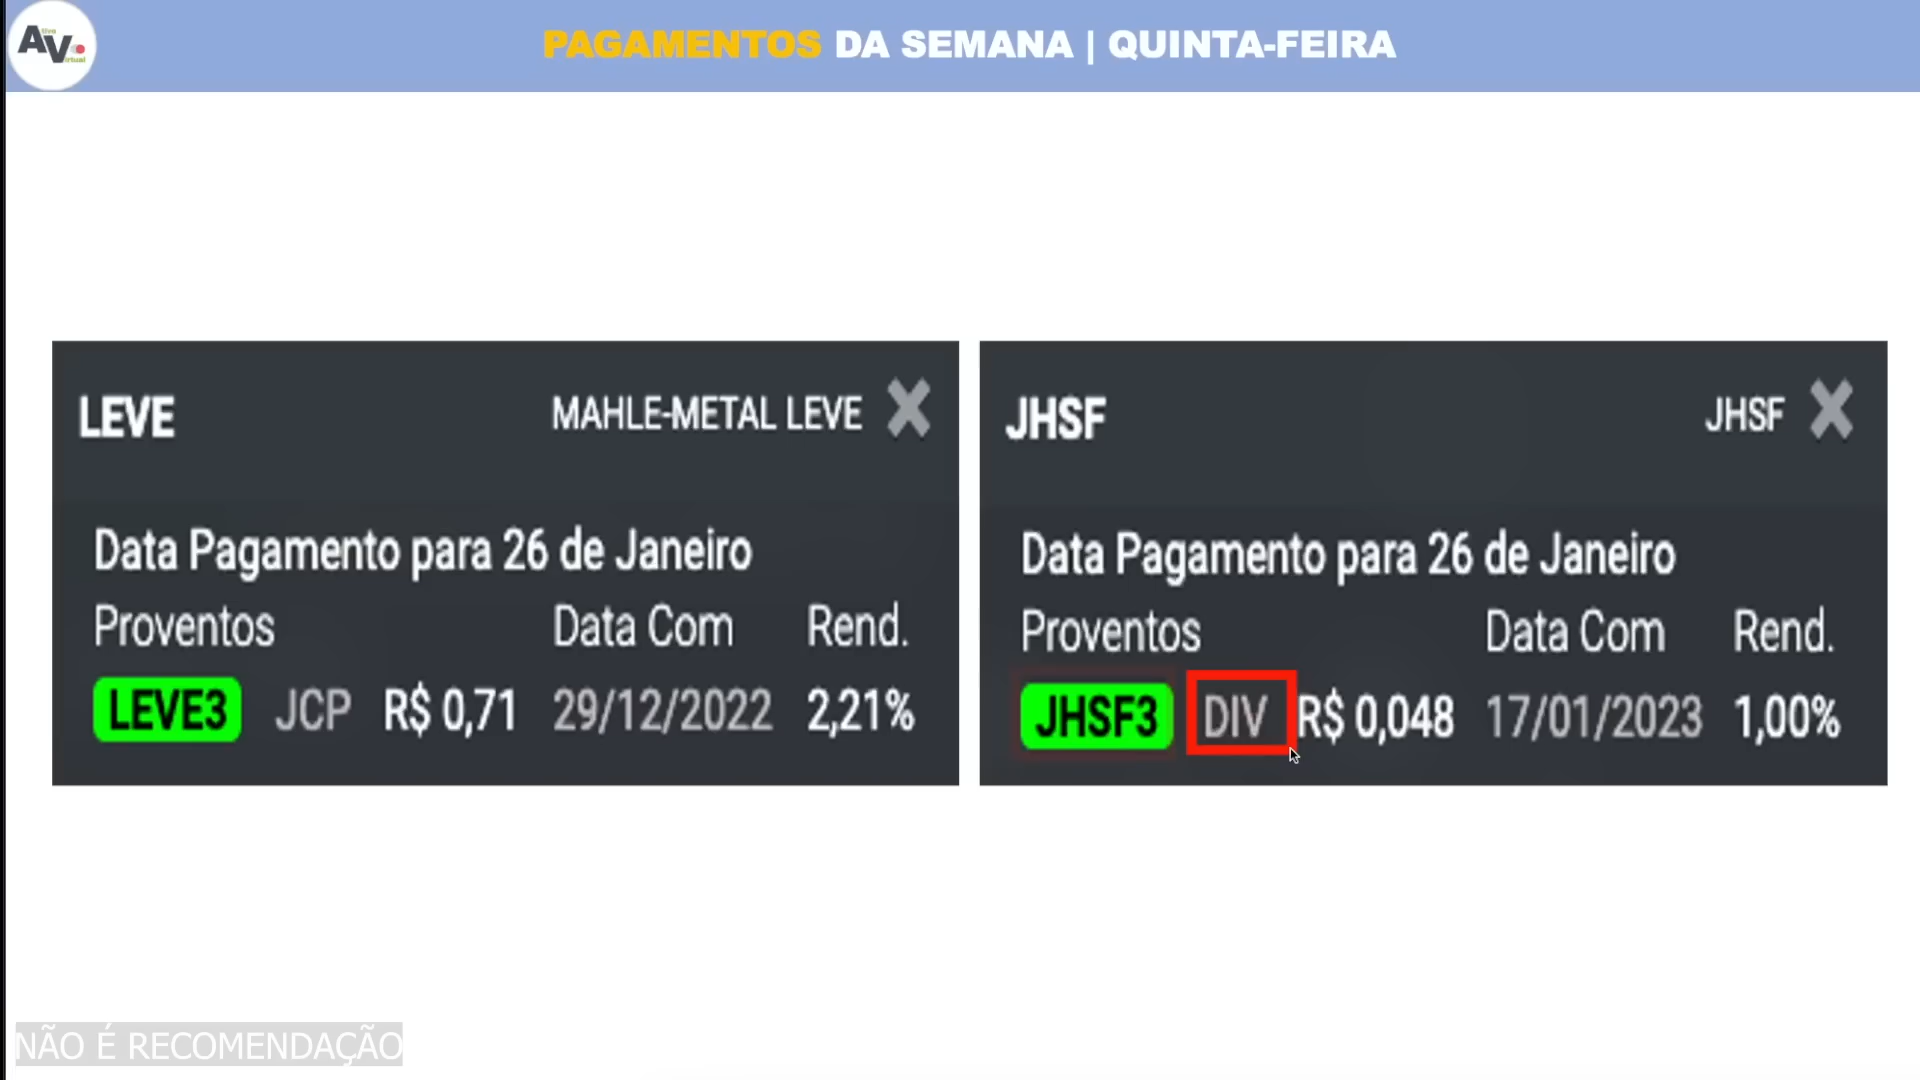 AV.
tivo
irtual
PAGAMENTOS DA SEMANA | QUINTA-FEIRA
LEVE MAHLE-METAL LEVE
Data Pagamento para 26 de Janeiro
Proventos Data Com Rend.
LEVE3 JCP R$ 0,71 29/12/2022 2,21%
JHSF JHSF
Data Pagamento para 26 de Janeiro
Proventos Data Com Rend.
JHSF3 DIV R$ 0,048 17/01/2023 1,00%
NÃO É RECOMENDAÇÃO